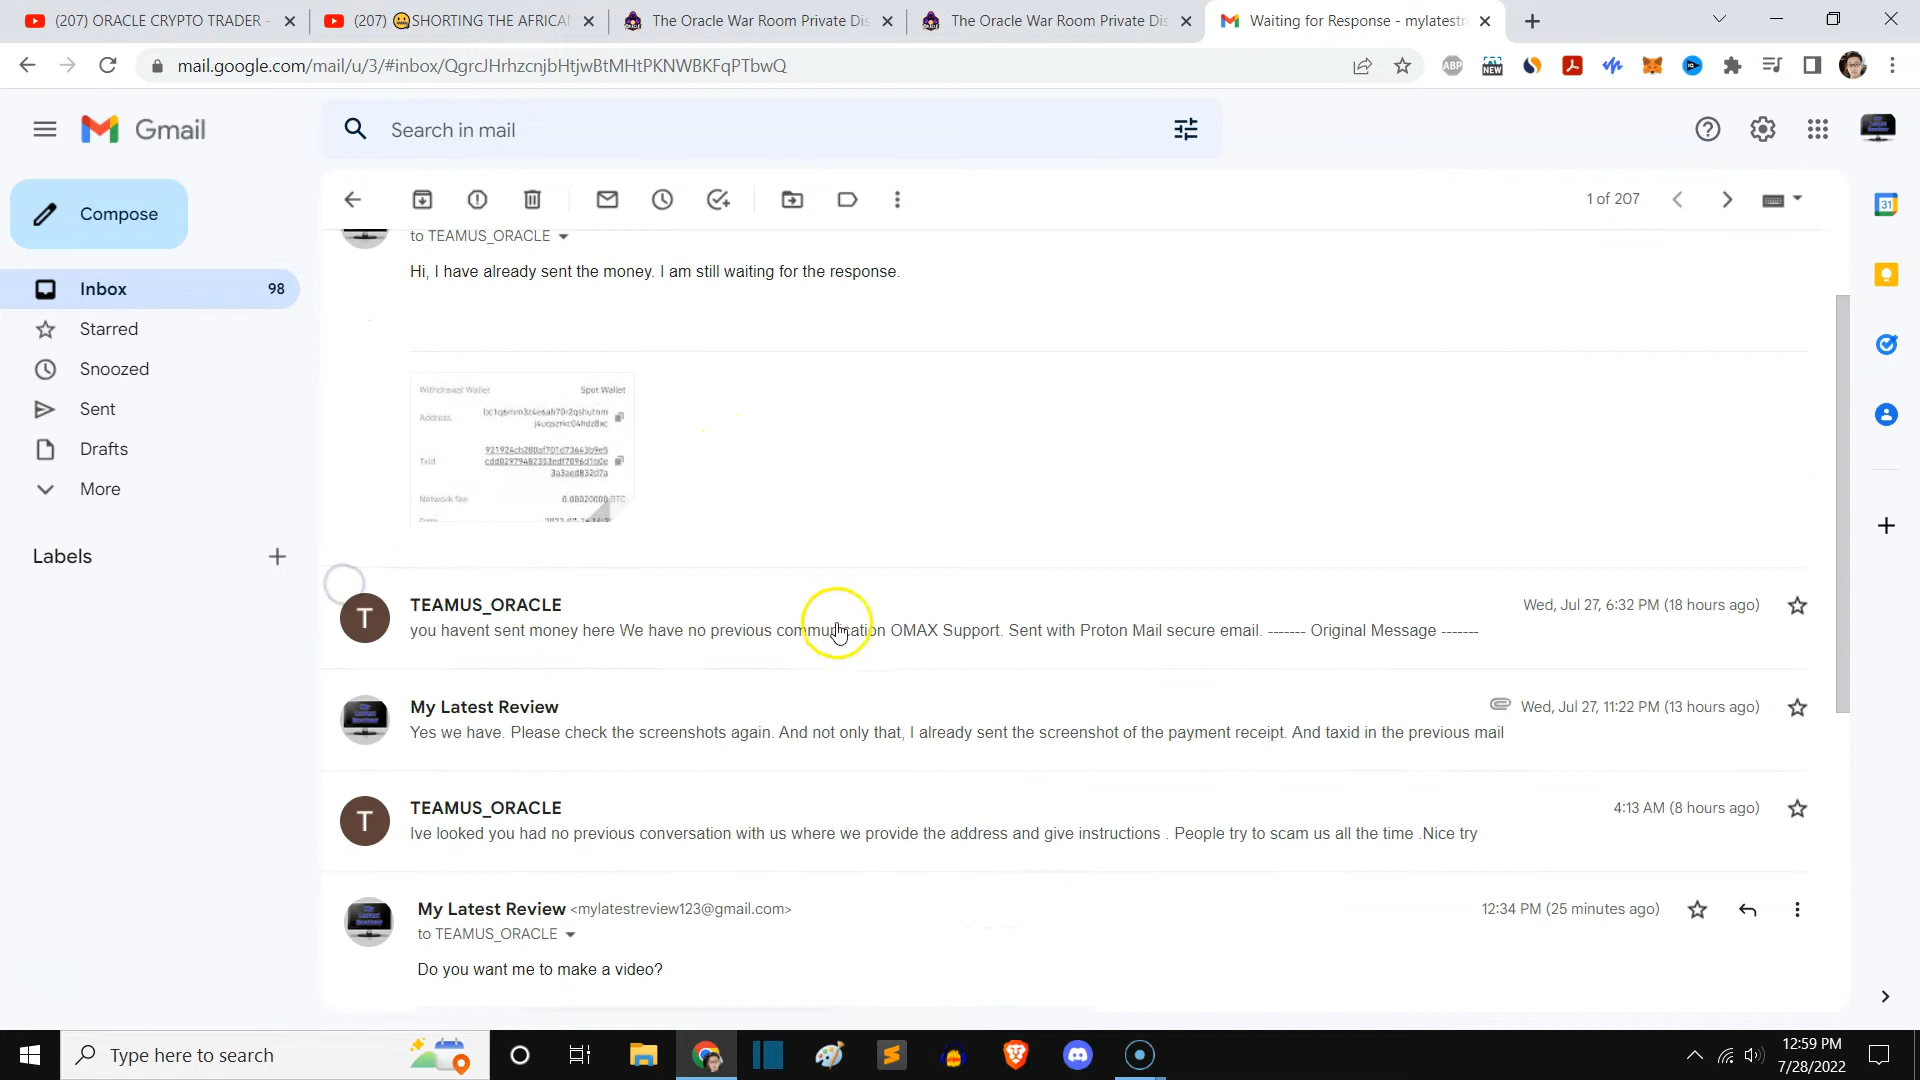 (207) ORACLE CRYPTO TRADER -
(207) 🤐SHORTING THE AFRICAN
The Oracle War Room Private Dis
The Oracle War Room Private Dis
Waiting for Response - mylatestr
mail.google.com/mail/u/3/#inbox/QgrcJHrhzcnjbHtjwBtMHtPKNWBKFqPTbwQ
ABP
NEW
Gmail
Search in mail
Compose
1 of 207
31
to TEAMUS_ORACLE
Hi, I have already sent the money. I am still waiting for the response.
Inbox 98
Starred
Snoozed
Sent
Drafts
More
Labels
Withdrawal Wallet Spot Wallet
Address
Txid
Network fee 0.00020000 BTC
TEAMUS_ORACLE Wed, Jul 27, 6:32 PM (18 hours ago)
T
you havent sent money here We have no previous communication OMAX Support. Sent with Proton Mail secure email. ------- Original Message -------
My Latest Review Wed, Jul 27, 11:22 PM (13 hours ago)
Yes we have. Please check the screenshots again. And not only that, I already sent the screenshot of the payment receipt. And taxid in the previous mail
TEAMUS_ORACLE 4:13 AM (8 hours ago)
T
Ive looked you had no previous conversation with us where we provide the address and give instructions . People try to scam us all the time .Nice try
My Latest Review <mylatestreview123@gmail.com> 12:34 PM (25 minutes ago)
to TEAMUS_ORACLE
Do you want me to make a video?
Type here to search
12:59 PM
7/28/2022